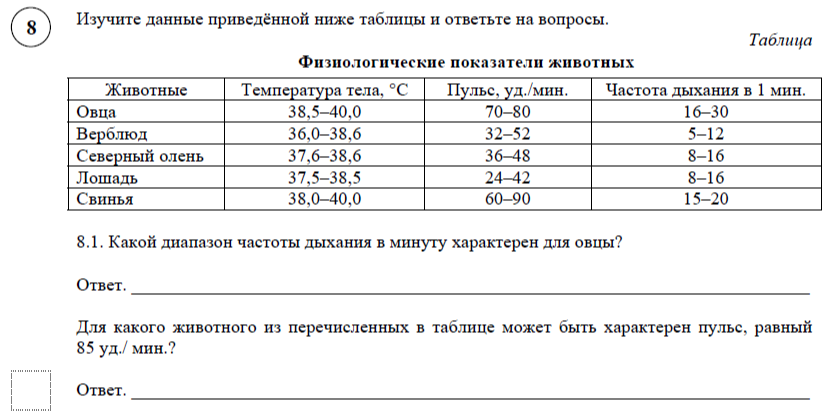 8
Изучите данные приведённой ниже таблицы и ответьте на вопросы.
Таблица
Физиологические показатели животных
Животные Температура тела, °С Пульс, уд./мин. Частота дыхания в 1 мин.
Овца 38,5–40,0 70–80 16–30
Верблюд 36,0–38,6 32–52 5–12
Северный олень 37,6–38,6 36–48 8–16
Лошадь 37,5–38,5 24–42 8–16
Свинья 38,0–40,0 60–90 15–20
8.1. Какой диапазон частоты дыхания в минуту характерен для овцы?
Ответ.
Для какого животного из перечисленных в таблице может быть характерен пульс, равный
85 уд./ мин.?
Ответ.